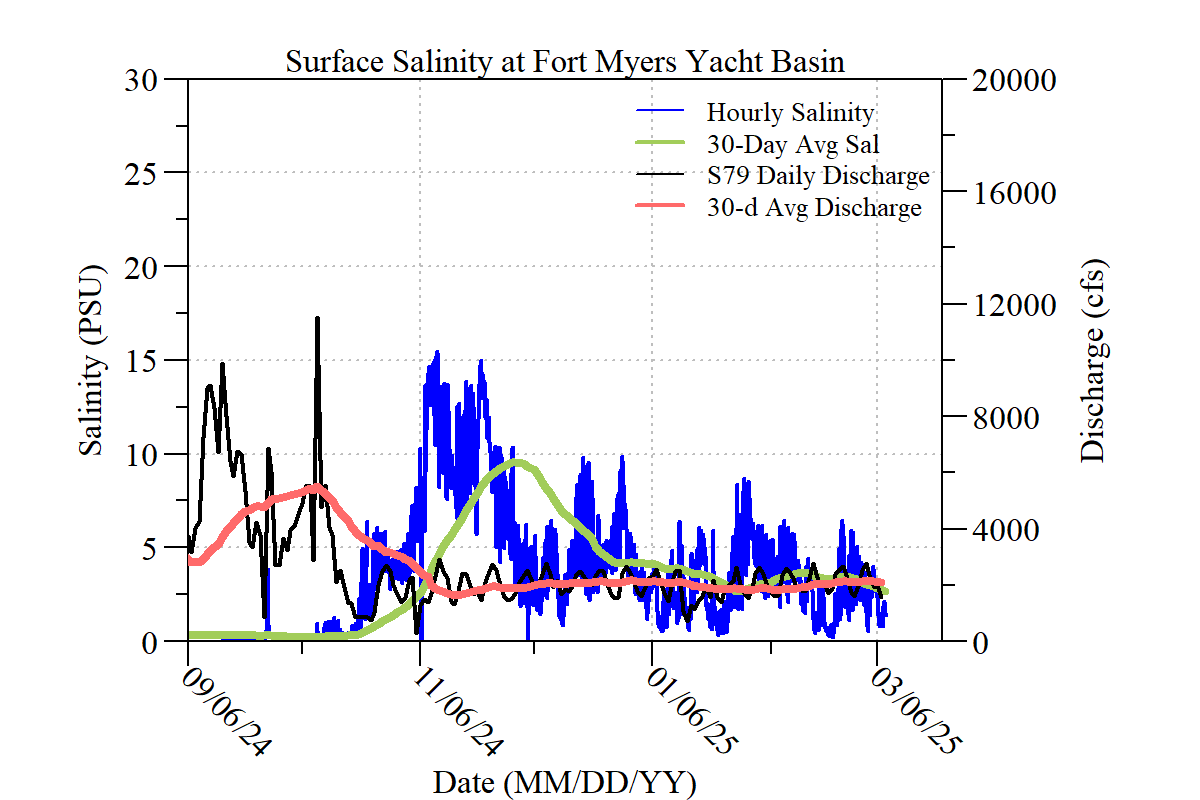 Surface Salinity at Fort Myers Yacht Basin
Hourly Salinity
30-Day Avg Sal
S79 Daily Discharge
30-d Avg Discharge
30
25
20
15
10
5
0
Salinity (PSU)
20000
16000
12000
8000
4000
0
Discharge (cfs)
09/06/24
11/06/24
01/06/25
03/06/25
Date (MM/DD/YY)